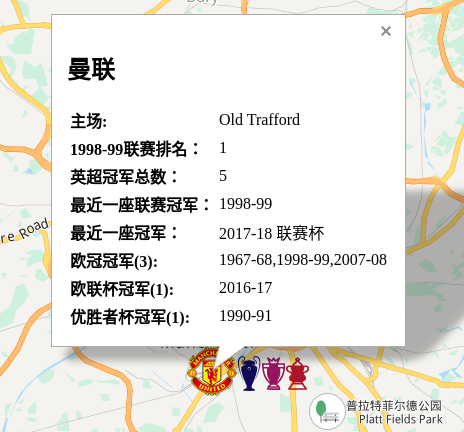 Bury
×
曼联
主场: Old Trafford
1998-99联赛排名： 1
英超冠军总数： 5
最近一座联赛冠军： 1998-99
最近一座冠军： 2017-18 联赛杯
欧冠冠军(3): 1967-68,1998-99,2007-08
欧联杯冠军(1): 2016-17
优胜者杯冠军(1): 1990-91
re Road
MANCHESTER
UNITED
普拉特菲尔德公园
Platt Fields Park